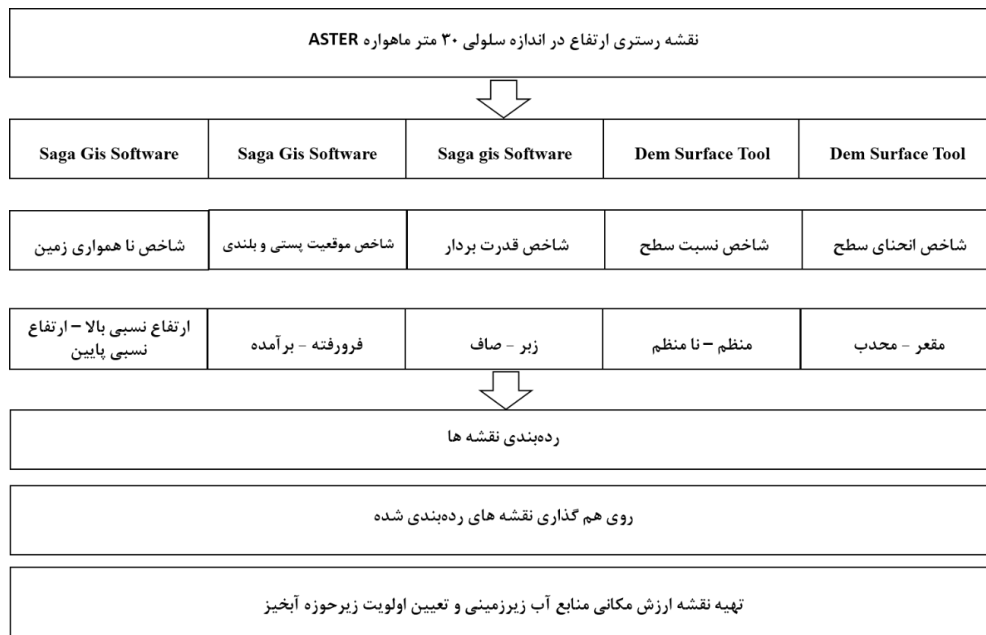 نقشه رستری ارتفاع در اندازه سلولی ۳۰ متر ماهواره ASTER
Dem Surface Tool
Dem Surface Tool
Saga gis Software
Saga Gis Software
Saga Gis Software
شاخص انحنای سطح
شاخص نسبت سطح
شاخص قدرت بردار
شاخص موقعیت پستی و بلندی
شاخص نا همواری زمین
مقعر - محدب
منظم – نا منظم
زبر - صاف
فرورفته - برآمده
ارتفاع نسبی بالا – ارتفاع
نسبی پایین
رده‌بندی نقشه ها
روی هم گذاری نقشه های رده‌بندی شده
تهیه نقشه ارزش مکانی منابع آب زیرزمینی و تعیین اولویت زیرحوزه آبخیز